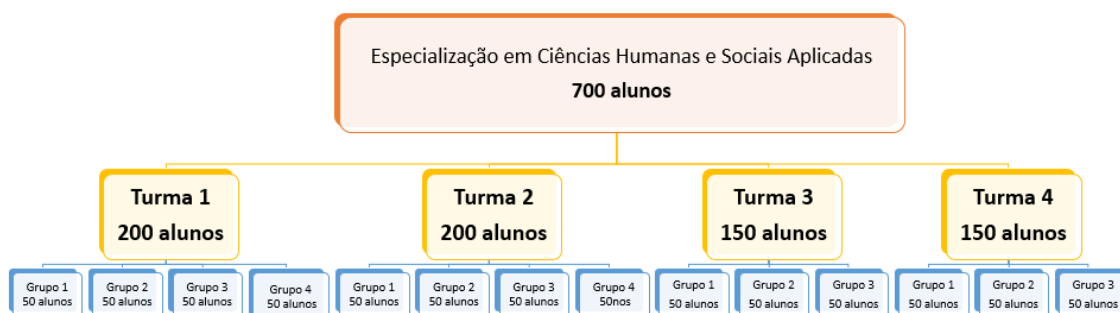 Especialização em Ciências Humanas e Sociais Aplicadas
700 alunos
Turma 1
200 alunos
Turma 2
200 alunos
Turma 3
150 alunos
Turma 4
150 alunos
Grupo 1
50 alunos
Grupo 2
50 alunos
Grupo 3
50 alunos
Grupo 4
50 alunos
Grupo 1
50 alunos
Grupo 2
50 alunos
Grupo 3
50 alunos
Grupo 4
50nos
Grupo 1
50 alunos
Grupo 2
50 alunos
Grupo 3
50 alunos
Grupo 1
50 alunos
Grupo 2
50 alunos
Grupo 3
50 alunos